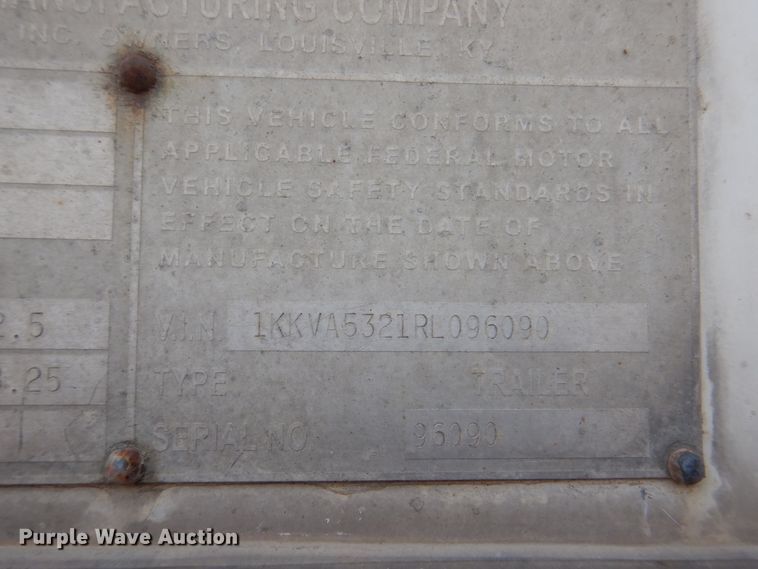 MANUFACTURING COMPANY
INC. OWNERS, LOUISVILLE, KY.
THIS VEHICLE CONFORMS TO ALL
APPLICABLE FEDERAL MOTOR
VEHICLE SAFETY STANDARDS IN
EFFECT ON THE DATE OF
MANUFACTURE SHOWN ABOVE
2.5
V.I.N. 1KKVA5321RL096090
.25
TYPE TRAILER
SERIAL NO 96090
Purple Wave Auction